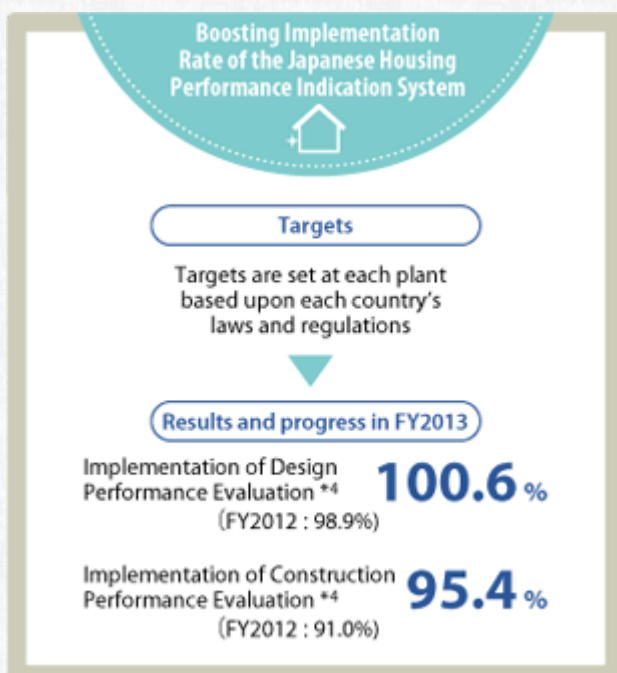 Boosting Implementation
Rate of the Japanese Housing
Performance Indication System
Targets
Targets are set at each plant
based upon each country's
laws and regulations
Results and progress in FY2013
Implementation of Design
Performance Evaluation *4
100.6 %
(FY2012 : 98.9%)
Implementation of Construction
Performance Evaluation *4
95.4 %
(FY2012 : 91.0%)